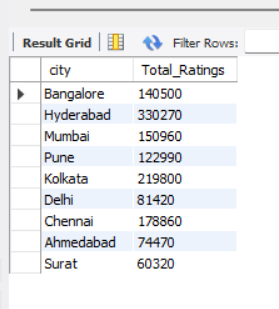 Result Grid Filter Rows:
city Total_Ratings
Bangalore 140500
Hyderabad 330270
Mumbai 150960
Pune 122990
Kolkata 219800
Delhi 81420
Chennai 178860
Ahmedabad 74470
Surat 60320